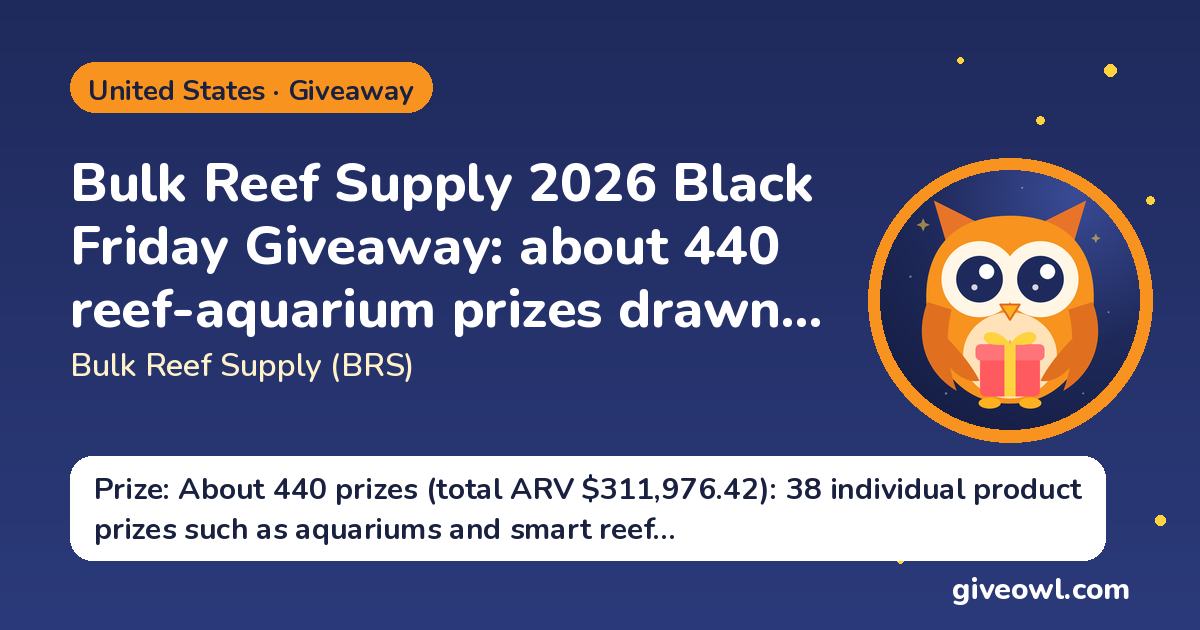 United States · Giveaway
Bulk Reef Supply 2026 Black
Friday Giveaway: about 440
reef-aquarium prizes drawn...
Bulk Reef Supply (BRS)
Prize: About 440 prizes (total ARV $311,976.42): 38 individual product
prizes such as aquariums and smart reef...
giveowl.com